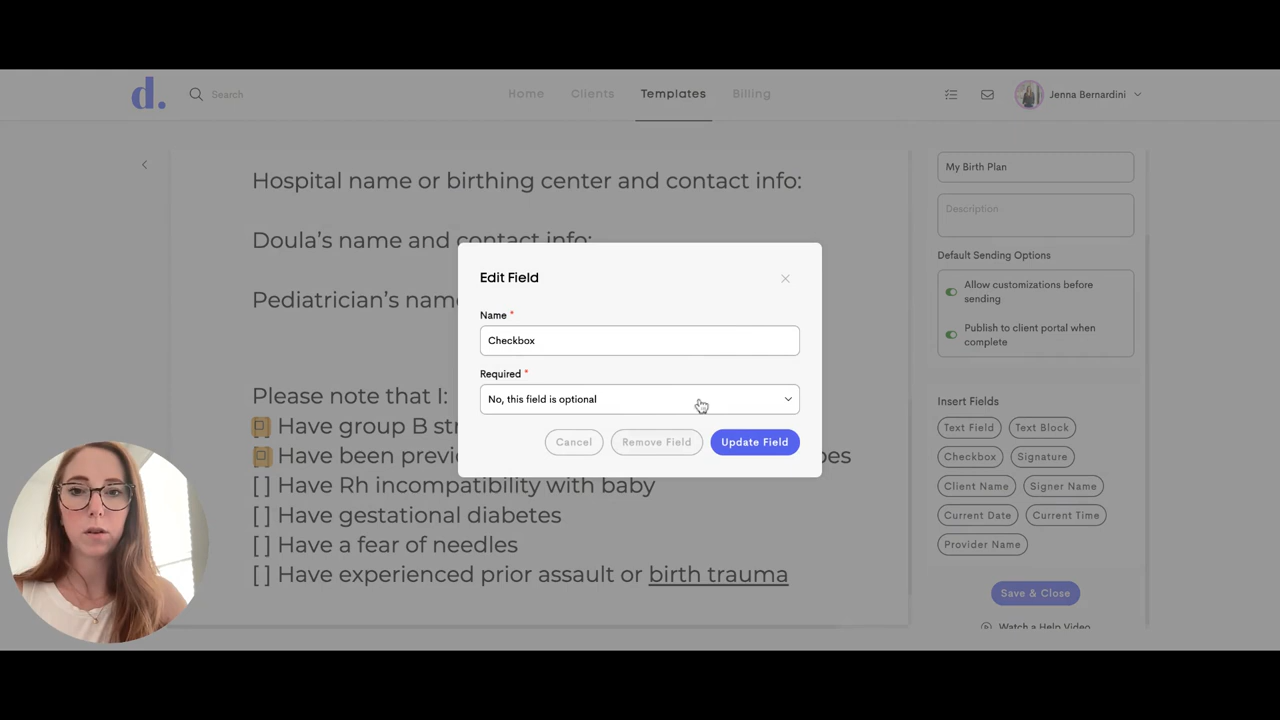 d.
Search
Home
Clients
Templates
Billing
Jenna Bernardini
Hospital name or birthing center and contact info:
Doula's name and contact info:
Pediatrician's name
Please note that I:
Have group B str
Have been previ
pes
[ ] Have Rh incompatibility with baby
[ ] Have gestational diabetes
[ ] Have a fear of needles
[ ] Have experienced prior assault or birth trauma
Edit Field
Name *
Checkbox
Required *
No, this field is optional
Cancel
Remove Field
Update Field
My Birth Plan
Description
Default Sending Options
Allow customizations before
sending
Publish to client portal when
complete
Insert Fields
Text Field
Text Block
Checkbox
Signature
Client Name
Signer Name
Current Date
Current Time
Provider Name
Save & Close
Watch a Help Video